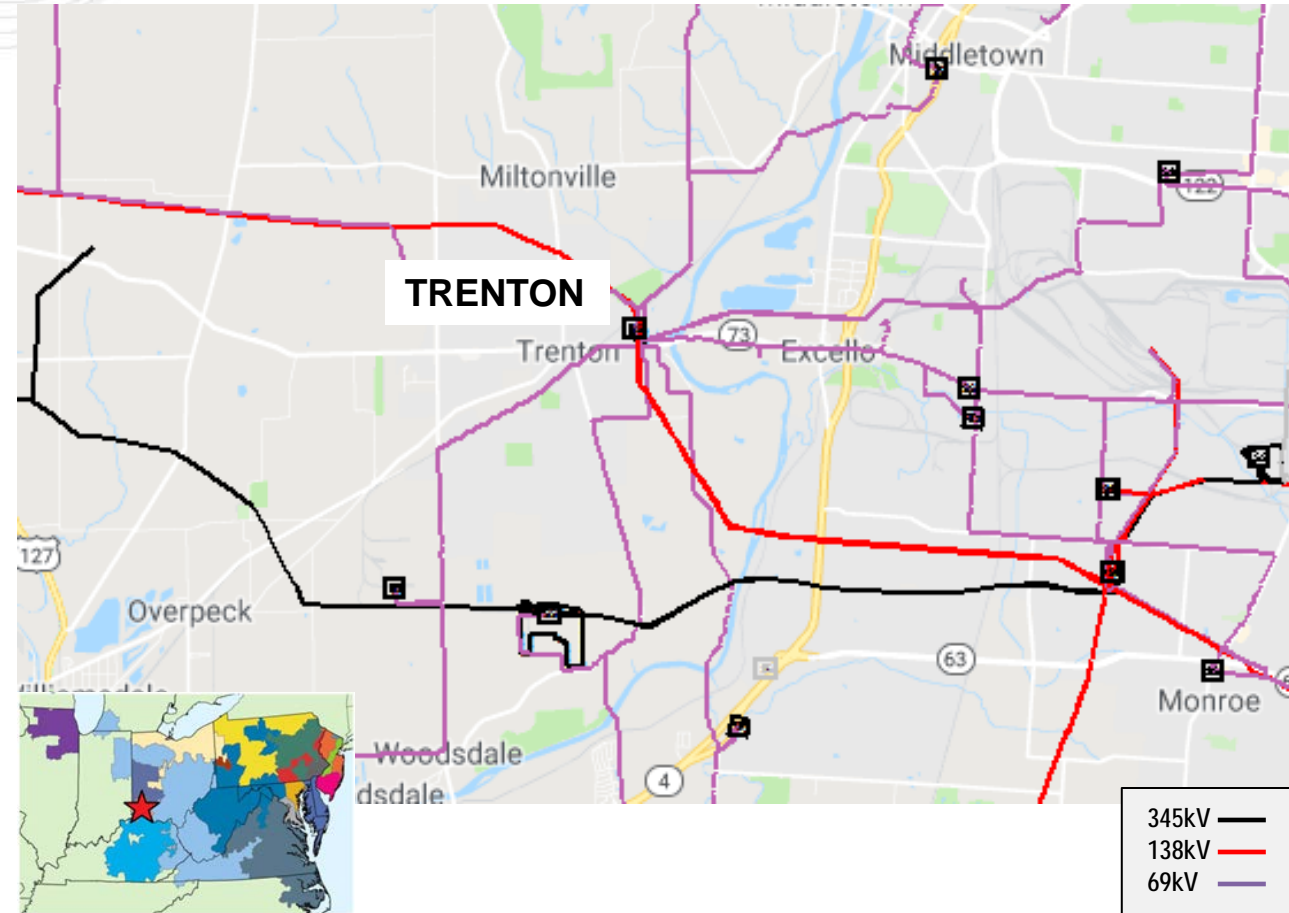 Middletown
122
Miltonville
TRENTON
Trenton
73
Excello
127
Overpeck
63
Monroe
Woodsdale
4
dsdale
345kV
138kV
69kV